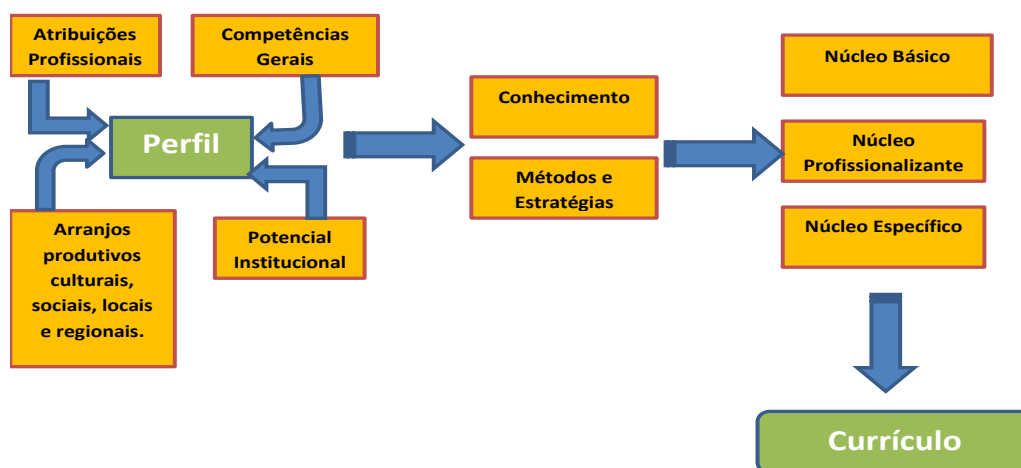 Atribuições
Profissionais
Competências
Gerais
Perfil
Arranjos
produtivos
culturais,
sociais, locais
e regionais.
Potencial
Institucional
Conhecimento
Métodos e
Estratégias
Núcleo Básico
Núcleo
Profissionalizante
Núcleo Específico
Currículo